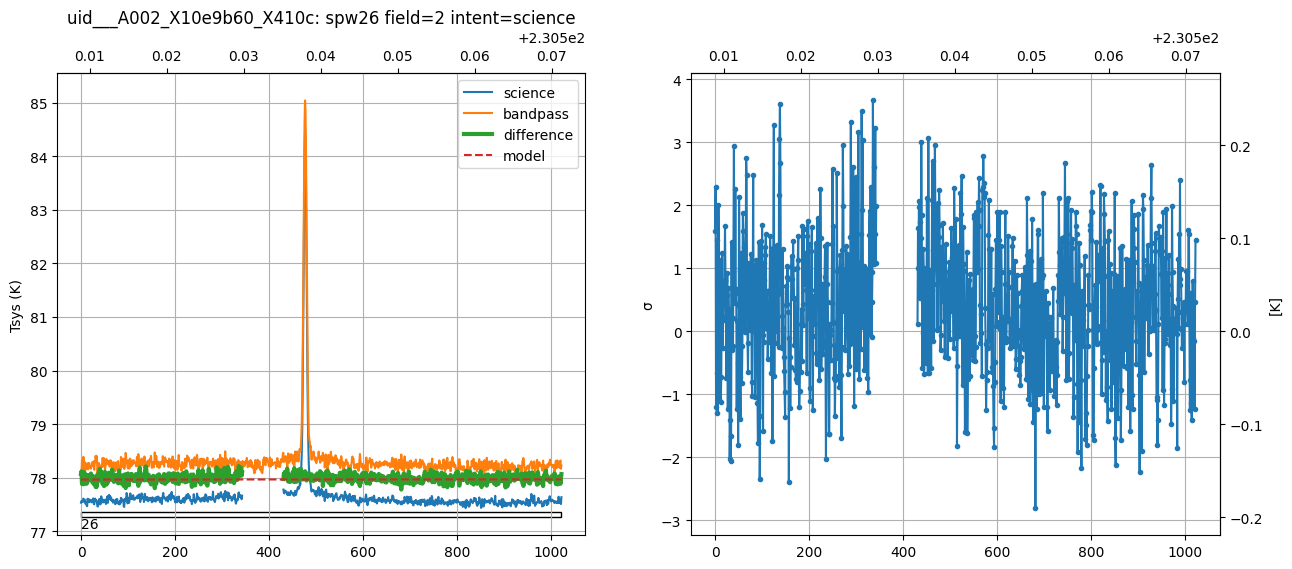 uid___A002_X10e9b60_X410c: spw26 field=2 intent=science
+2.305e2
0.01 0.02 0.03 0.04 0.05 0.06 0.07
85
84
83
82
81
80
79
78
77
Tsys (K)
science
bandpass
difference
model
26
0 200 400 600 800 1000
+2.305e2
0.01 0.02 0.03 0.04 0.05 0.06 0.07
4
3
2
1
0
−1
−2
−3
σ
0.2
0.1
0.0
−0.1
−0.2
[K]
0 200 400 600 800 1000